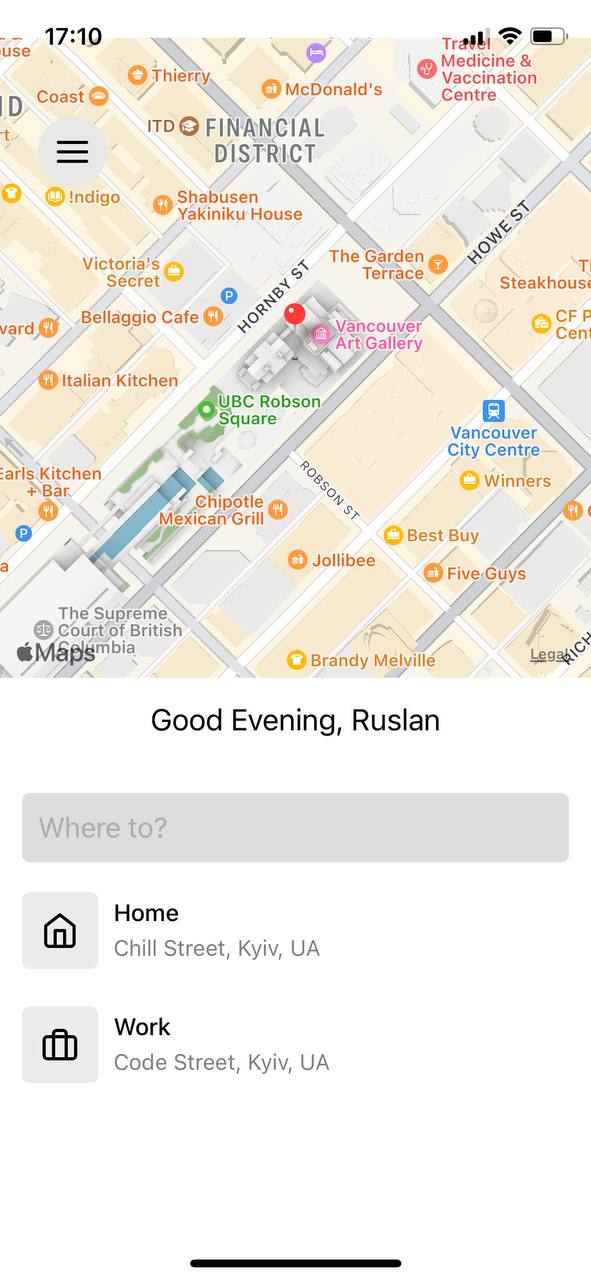 17:10
Thierry
McDonald's
Travel
Medicine &
Vaccination
Centre
Coast
ITD
FINANCIAL
DISTRICT
!ndigo
Shabusen
Yakiniku House
HOWE ST
Victoria's
Secret
The Garden
Terrace
Steakhouse
HORNBY ST
P
Bellaggio Cafe
CF P
Cent
Vancouver
Art Gallery
Italian Kitchen
UBC Robson
Square
Vancouver
City Centre
Earls Kitchen
+ Bar
ROBSON ST
Winners
Chipotle
Mexican Grill
P
Best Buy
Jollibee
Five Guys
The Supreme
Court of British
Columbia
Maps
Brandy Melville
Legal
RICH
Good Evening, Ruslan
Where to?
Home
Chill Street, Kyiv, UA
Work
Code Street, Kyiv, UA